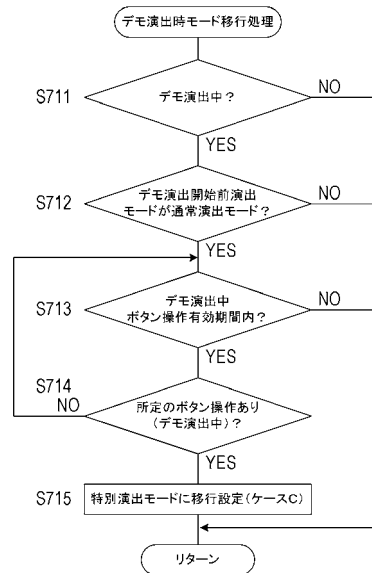 デモ演出時モード移行処理
S711
デモ演出中？
NO
YES
S712
デモ演出開始前演出
モードが通常演出モード？
NO
YES
S713
デモ演出中
ボタン操作有効期間内？
NO
YES
S714
NO
所定のボタン操作あり
(デモ演出中)？
YES
S715
特別演出モードに移行設定(ケースC)
リターン